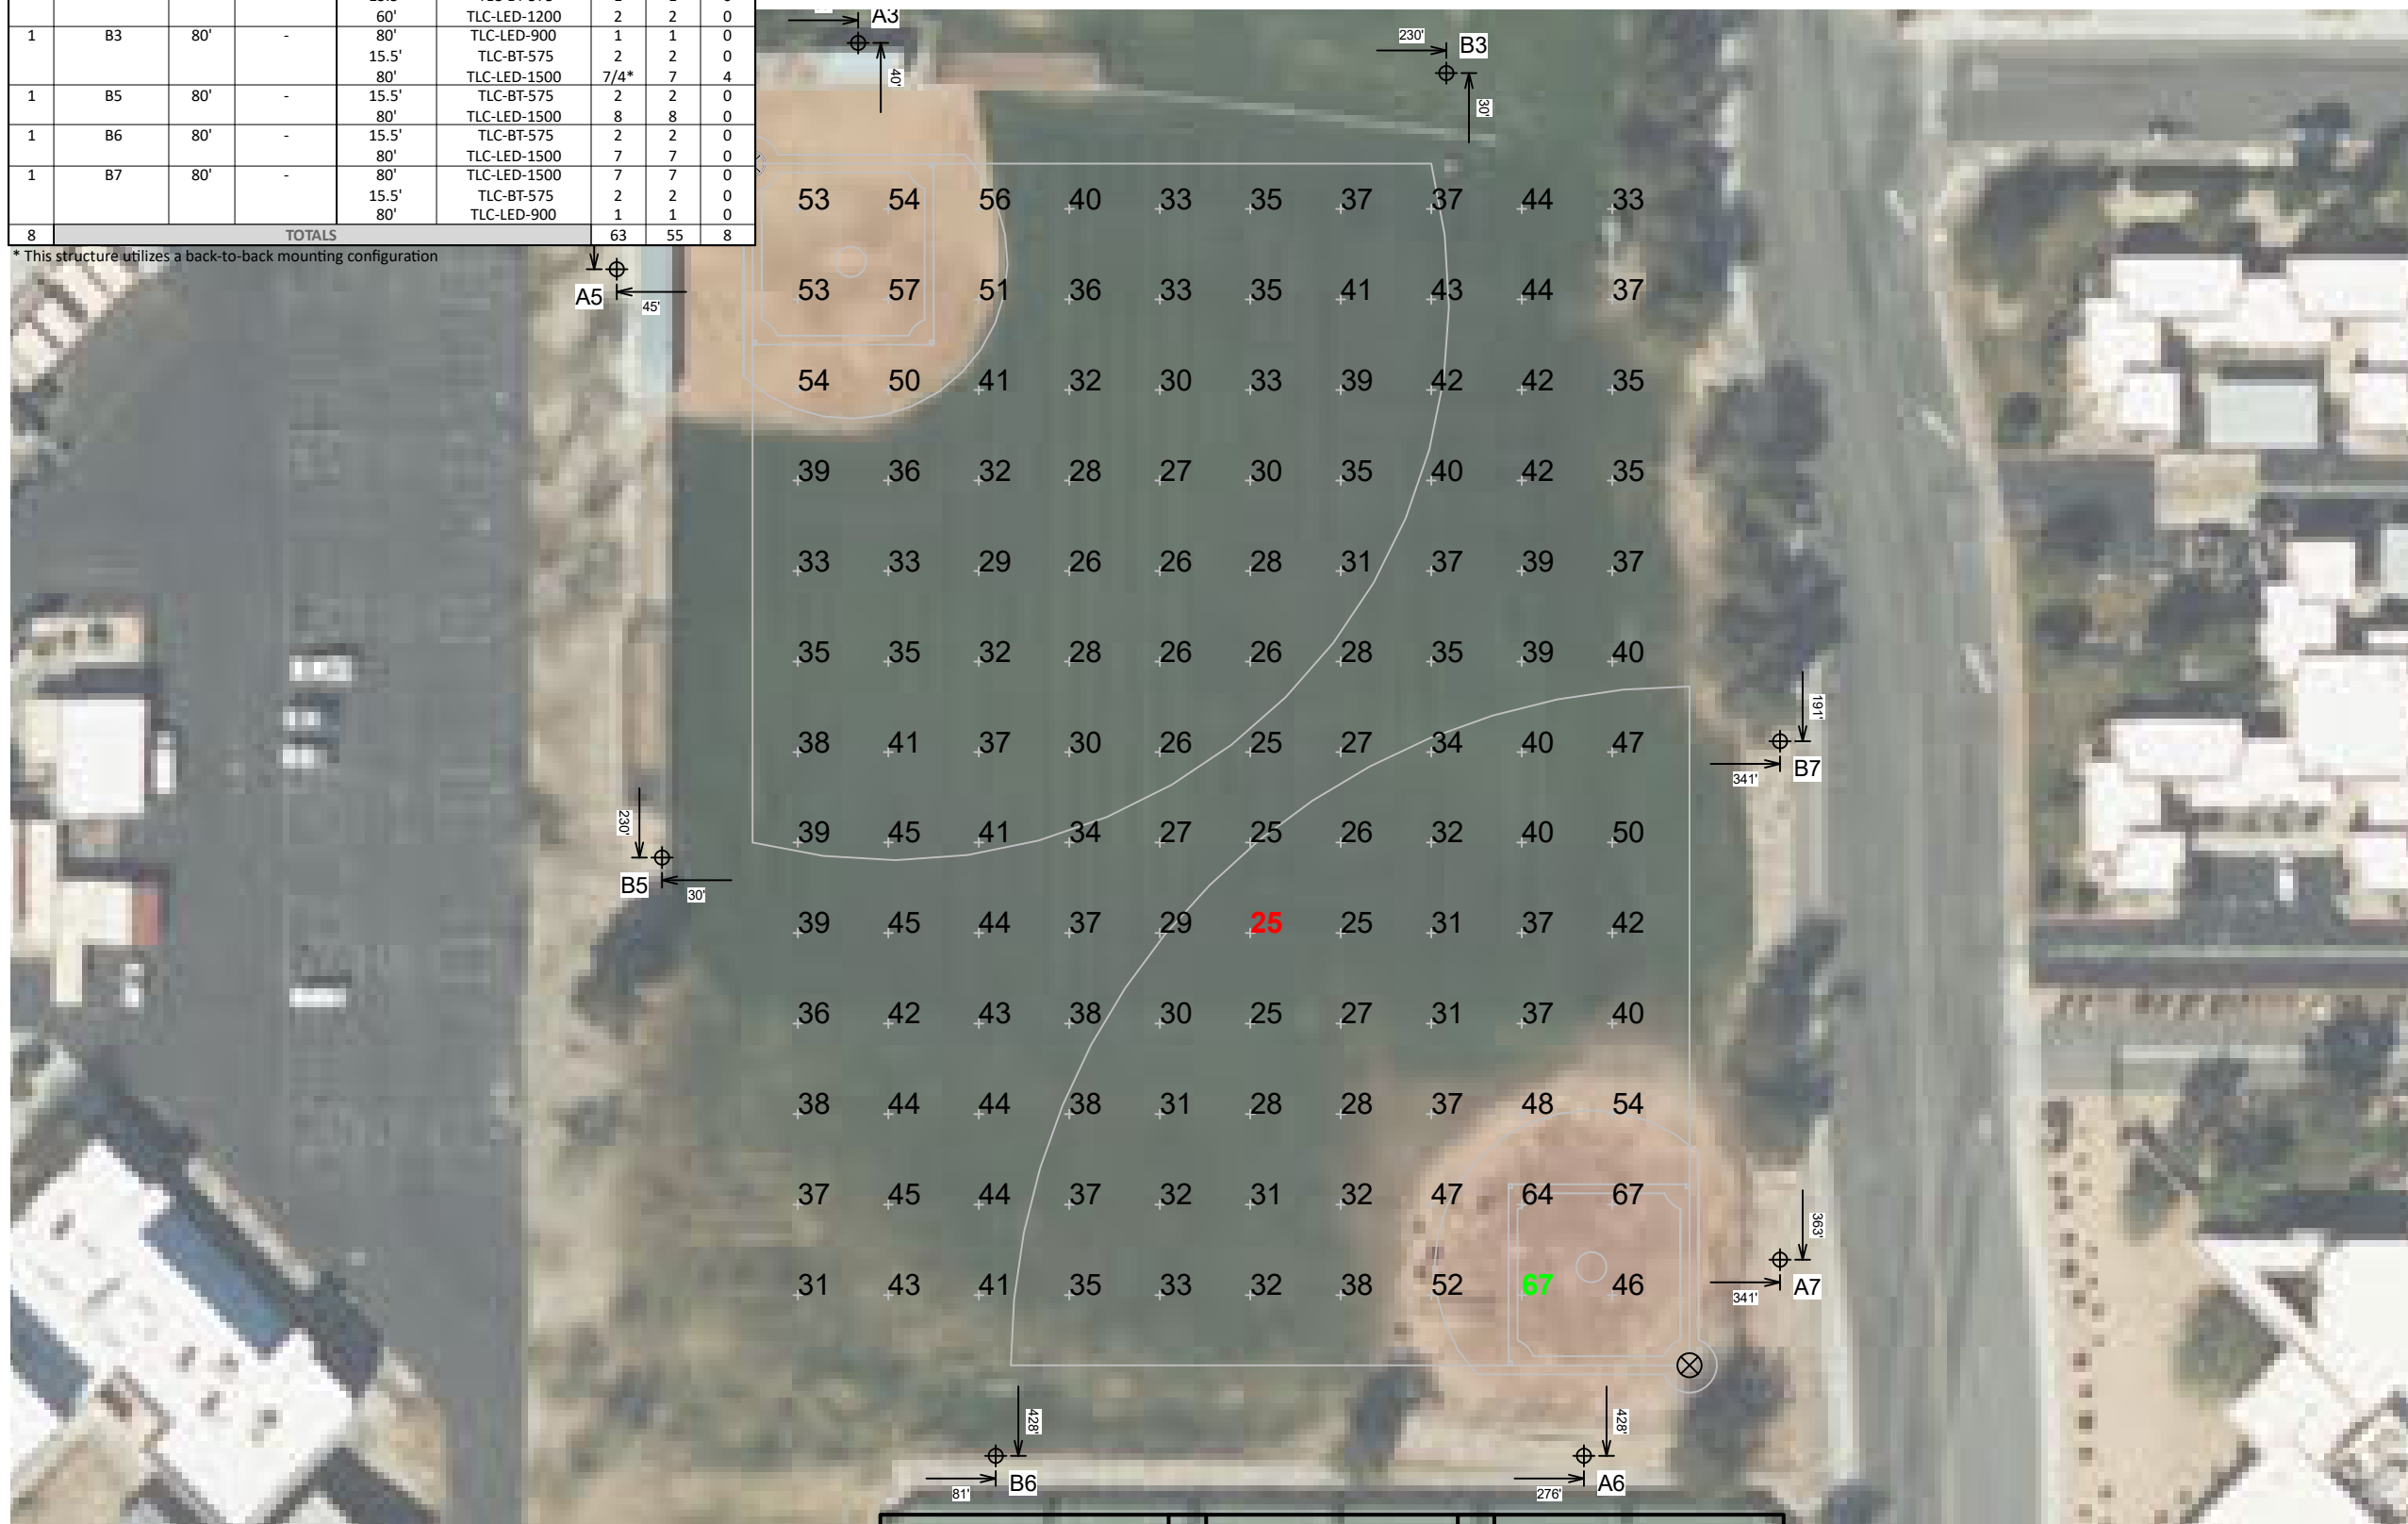 60' TLC-LED-1200 2 2 0
1 B3 80' - 80' TLC-LED-900 1 1 0
15.5' TLC-BT-575 2 2 0
80' TLC-LED-1500 7/4* 7 4
1 B5 80' - 15.5' TLC-BT-575 2 2 0
80' TLC-LED-1500 8 8 0
1 B6 80' - 15.5' TLC-BT-575 2 2 0
80' TLC-LED-1500 7 7 0
1 B7 80' - 80' TLC-LED-1500 7 7 0
15.5' TLC-BT-575 2 2 0
80' TLC-LED-900 1 1 0
8 TOTALS 63 55 8
* This structure utilizes a back-to-back mounting configuration
A3
40'
230' B3
30'
53 54 56 40 33 35 37 37 44 33
A5 45'
53 57 51 36 33 35 41 43 44 37
54 50 41 32 30 33 39 42 42 35
39 36 32 28 27 30 35 40 42 35
33 33 29 26 26 28 31 37 39 37
35 35 32 28 26 26 28 35 39 40
191'
38 41 37 30 26 25 27 34 40 47
341' B7
230'
39 45 41 34 27 25 26 32 40 50
B5 30'
39 45 44 37 29 25 25 31 37 42
36 42 43 38 30 25 27 31 37 40
38 44 44 38 31 28 28 37 48 54
37 45 44 37 32 31 32 47 64 67
363'
31 43 41 35 33 32 38 52 67 46
341' A7
428'
428'
81' B6
276' A6